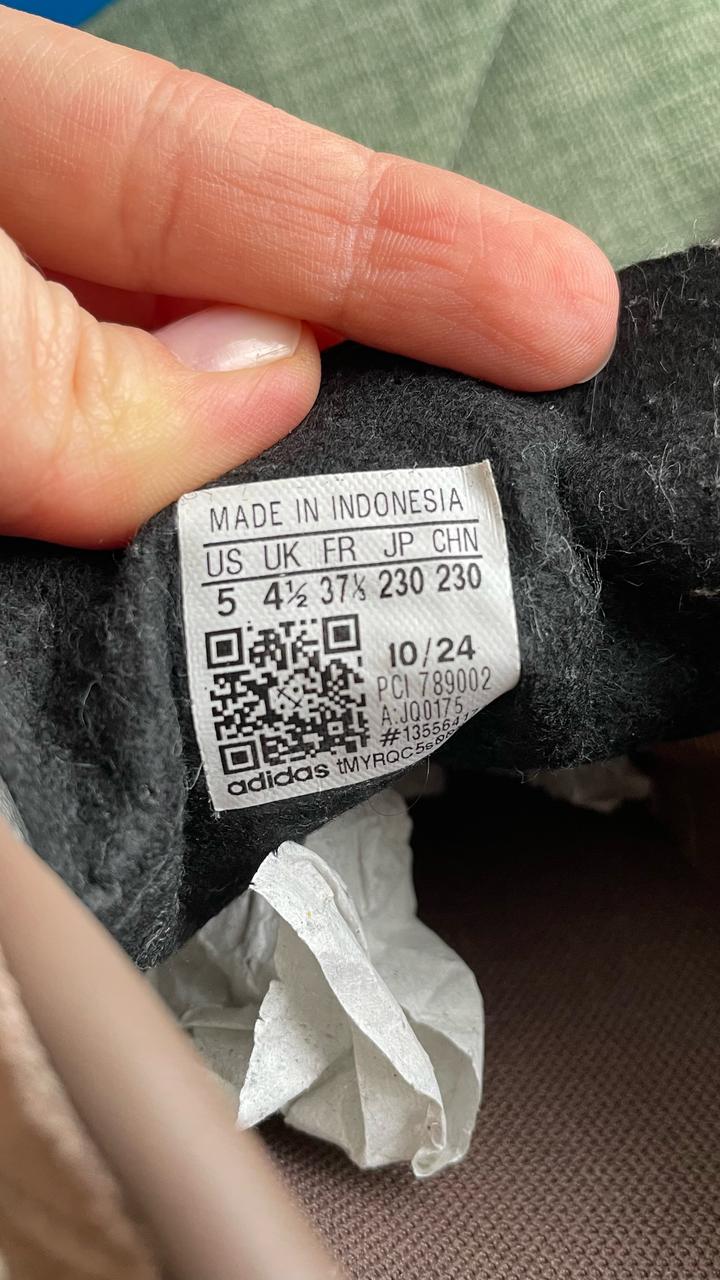 MADE IN INDONESIA
US UK FR JP CHN
5 4½ 37⅓ 230 230
10/24
PCI 789002
A:JQ0175
adidas